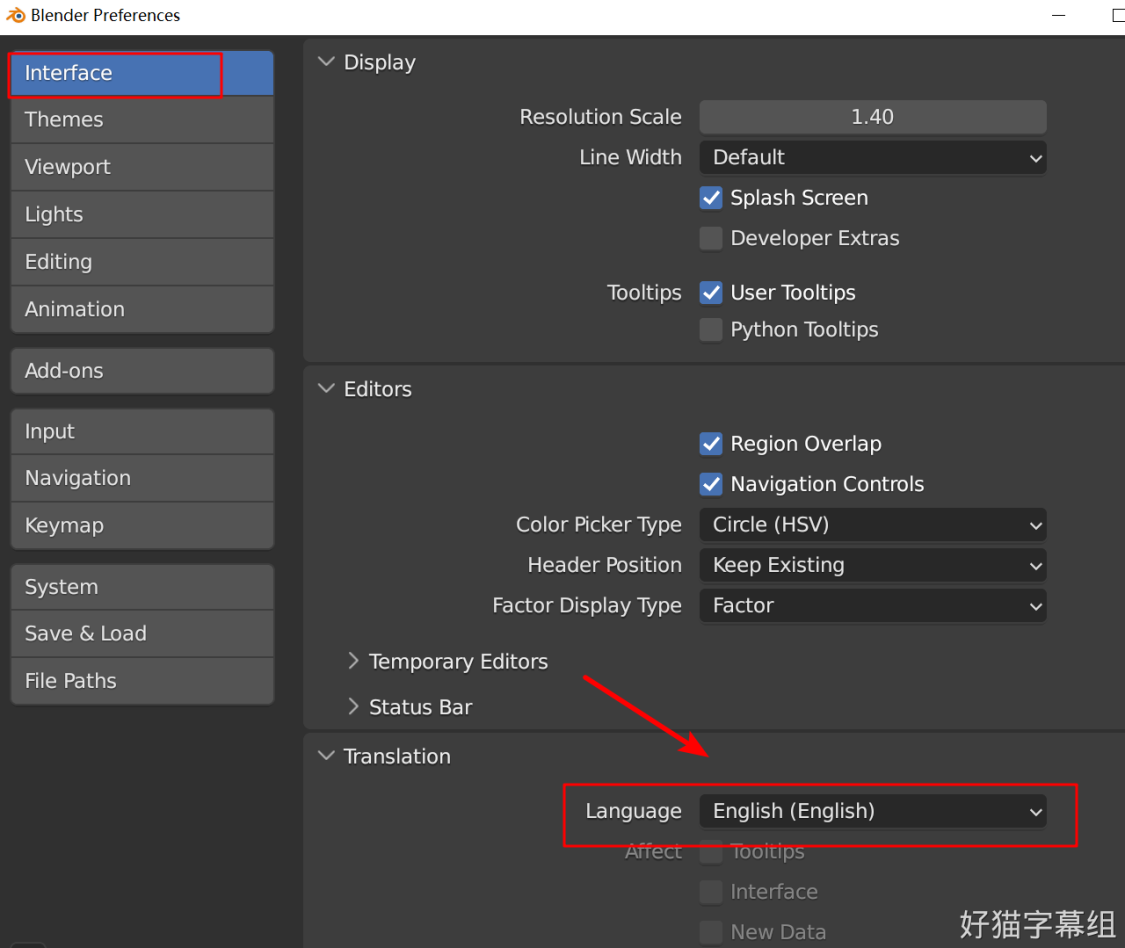 Blender Preferences
Interface
Themes
Viewport
Lights
Editing
Animation
Add-ons
Input
Navigation
Keymap
System
Save & Load
File Paths
Display
Resolution Scale 1.40
Line Width Default
Splash Screen
Developer Extras
Tooltips User Tooltips
Python Tooltips
Editors
Region Overlap
Navigation Controls
Color Picker Type Circle (HSV)
Header Position Keep Existing
Factor Display Type Factor
Temporary Editors
Status Bar
Translation
Language English (English)
Affect Tooltips
Interface
New Data
好猫字幕组